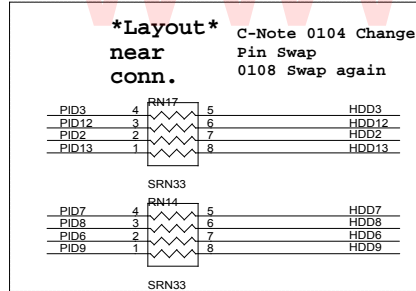 *Layout*
near
conn.
C-Note 0104 Change
Pin Swap
0108 Swap again
RN17
PID3 4 5 HDD3
PID12 3 6 HDD12
PID2 2 7 HDD2
PID13 1 8 HDD13
SRN33
RN14
PID7 4 5 HDD7
PID8 3 6 HDD8
PID6 2 7 HDD6
PID9 1 8 HDD9
SRN33